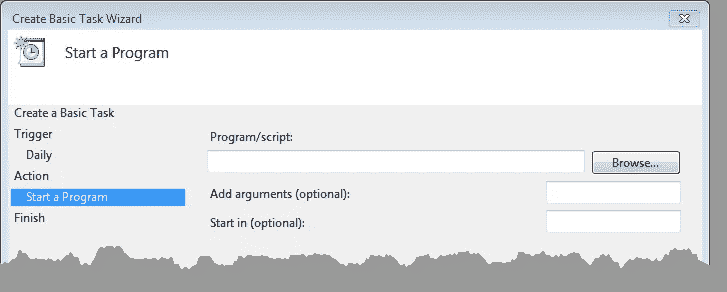 Create Basic Task Wizard
Start a Program
Create a Basic Task
Trigger
Daily
Action
Start a Program
Finish
Program/script:
Browse...
Add arguments (optional):
Start in (optional):